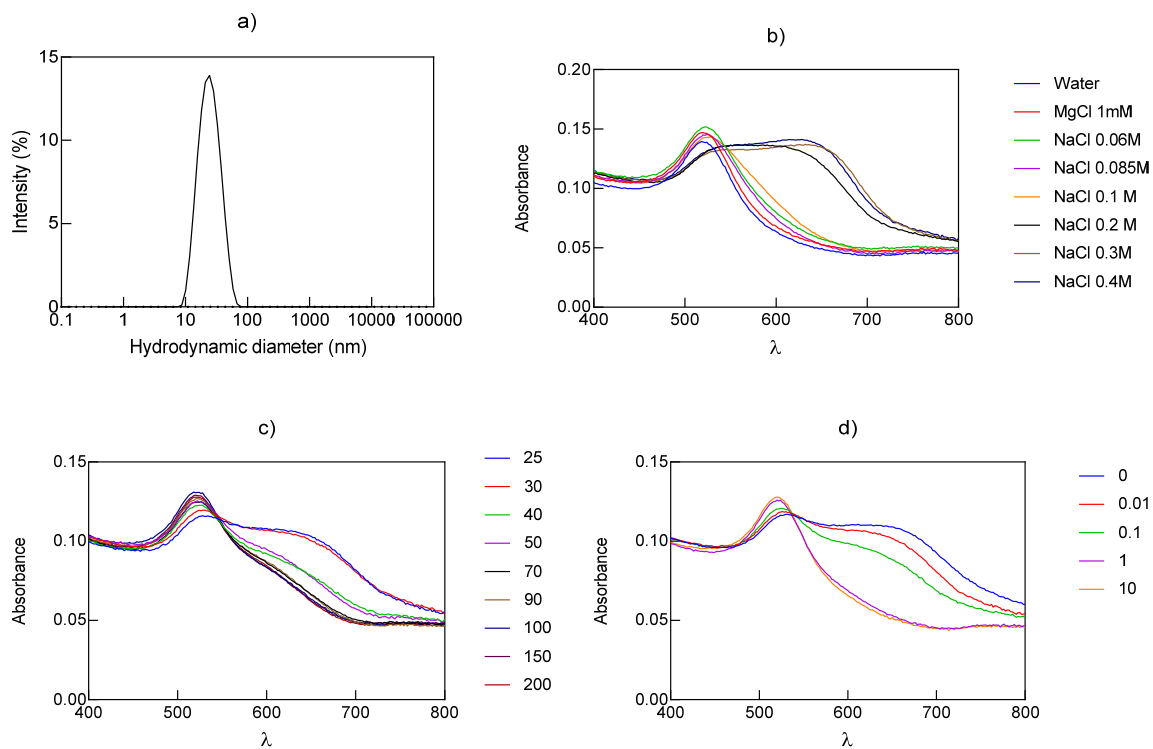 a)
15
10
5
0
Intensity (%)
0.1 1 10 100 1000 10000 100000
Hydrodynamic diameter (nm)
b)
0.20
0.15
0.10
0.05
0.00
Absorbance
400 500 600 700 800
λ
Water
MgCl 1mM
NaCl 0.06M
NaCl 0.085M
NaCl 0.1 M
NaCl 0.2 M
NaCl 0.3M
NaCl 0.4M
c)
0.15
0.10
0.05
0.00
Absorbance
400 500 600 700 800
λ
25
30
40
50
70
90
100
150
200
d)
0.15
0.10
0.05
0.00
Absorbance
400 500 600 700 800
λ
0
0.01
0.1
1
10